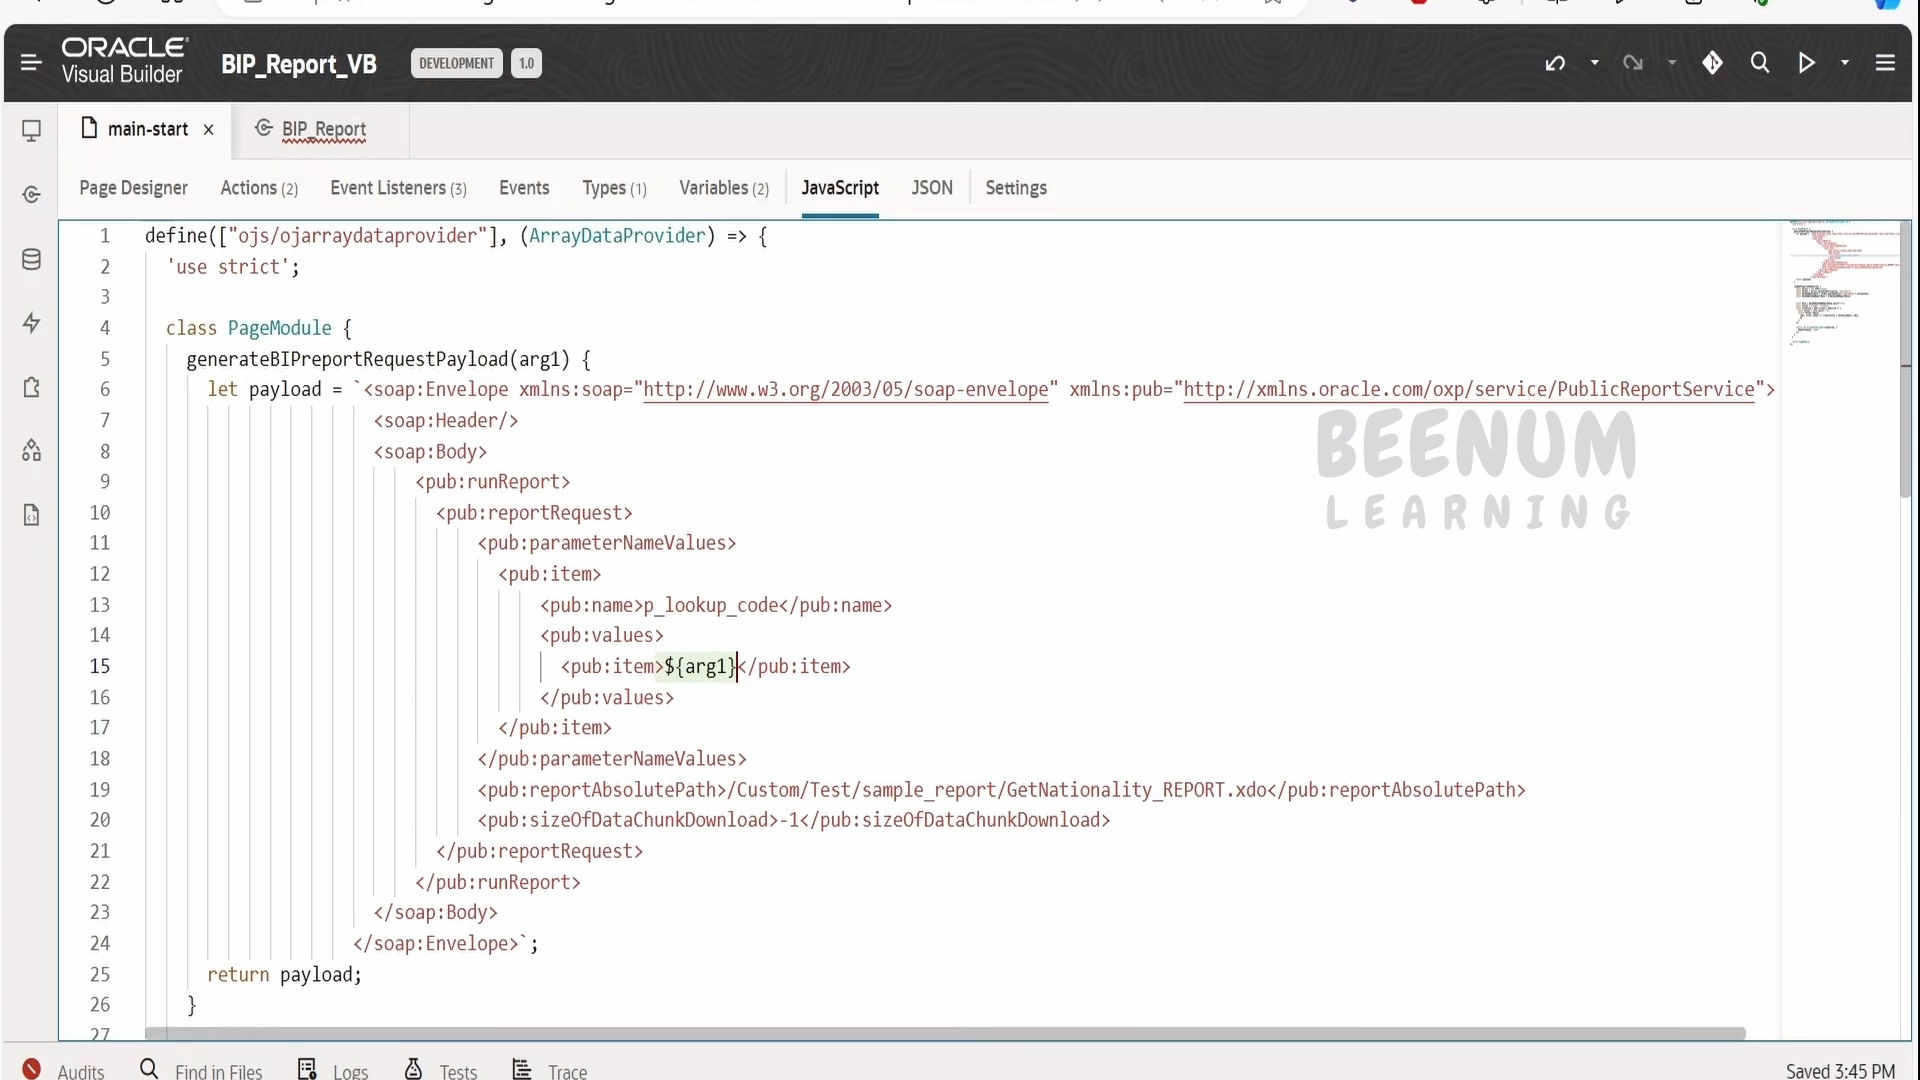 ORACLE
Visual Builder
BIP_Report_VB
DEVELOPMENT
1.0
main-start
BIP_Report
Page Designer
Actions (2)
Event Listeners (3)
Events
Types (1)
Variables (2)
JavaScript
JSON
Settings
1 define(["ojs/ojarraydataprovider"], (ArrayDataProvider) => {
2 'use strict';
3
4 class PageModule {
5 generateBIPreportRequestPayload(arg1) {
6 let payload = `<soap:Envelope xmlns:soap="http://www.w3.org/2003/05/soap-envelope" xmlns:pub="http://xmlns.oracle.com/oxp/service/PublicReportService">
7 <soap:Header/>
8 <soap:Body>
9 <pub:runReport>
10 <pub:reportRequest>
11 <pub:parameterNameValues>
12 <pub:item>
13 <pub:name>p_lookup_code</pub:name>
14 <pub:values>
15 <pub:item>${arg1}</pub:item>
16 </pub:values>
17 </pub:item>
18 </pub:parameterNameValues>
19 <pub:reportAbsolutePath>/Custom/Test/sample_report/GetNationality_REPORT.xdo</pub:reportAbsolutePath>
20 <pub:sizeOfDataChunkDownload>-1</pub:sizeOfDataChunkDownload>
21 </pub:reportRequest>
22 </pub:runReport>
23 </soap:Body>
24 </soap:Envelope>`;
25 return payload;
26 }
27
BEENUM
LEARNING
Audits
Find in Files
Logs
Tests
Trace
Saved 3:45 PM